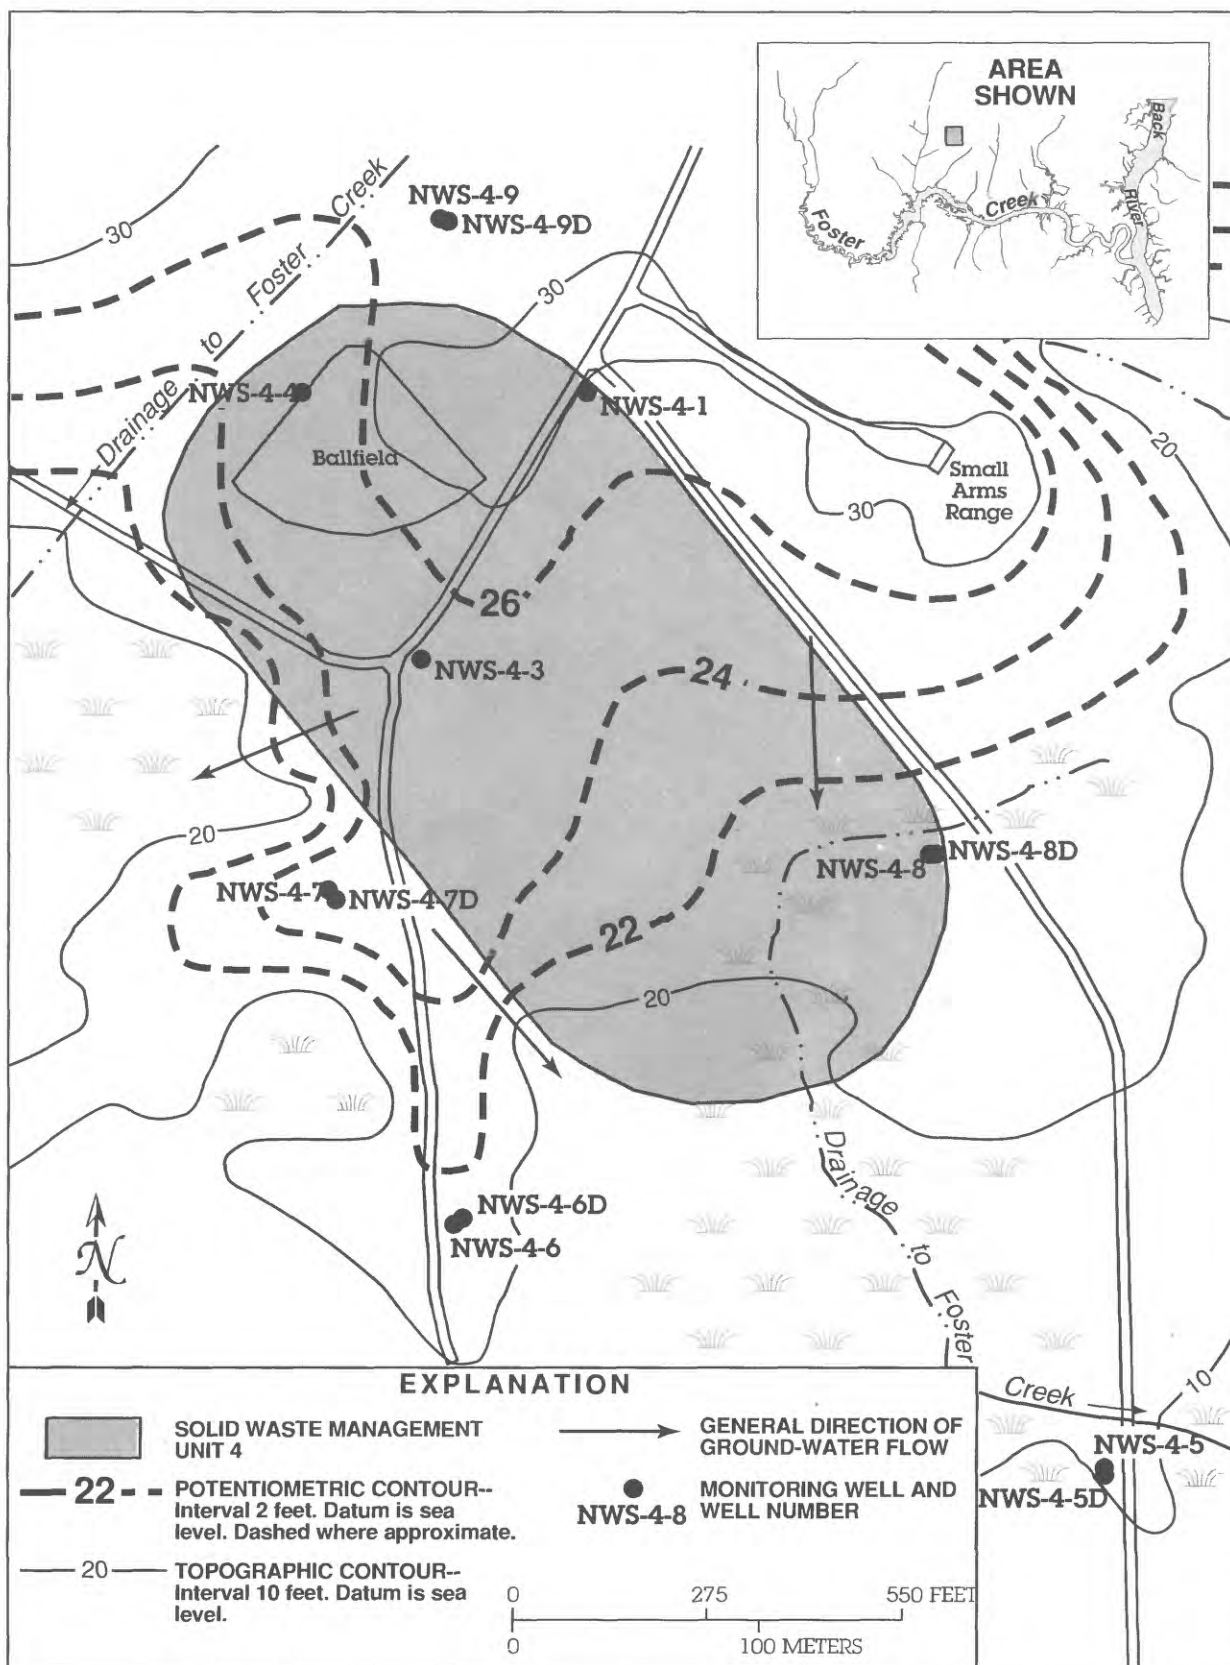 AREA
SHOWN
Back
River
Foster
Creek
NWS-4-9
NWS-4-9D
30
Drainage
to
Foster
Creek
30
20
NWS-4-4
NWS-4-1
Ballfield
Small
Arms
Range
30
26
NWS-4-3
24
20
NWS-4-7
NWS-4-7D
NWS-4-8
NWS-4-8D
22
20
NWS-4-6D
NWS-4-6
N
Drainage
to
Foster
Creek
10
NWS-4-5
NWS-4-5D
EXPLANATION
SOLID WASTE MANAGEMENT
UNIT 4
22
POTENTIOMETRIC CONTOUR--
Interval 2 feet. Datum is sea
level. Dashed where approximate.
20
TOPOGRAPHIC CONTOUR--
Interval 10 feet. Datum is sea
level.
GENERAL DIRECTION OF
GROUND-WATER FLOW
NWS-4-8
MONITORING WELL AND
WELL NUMBER
0 275 550 FEET
0 100 METERS